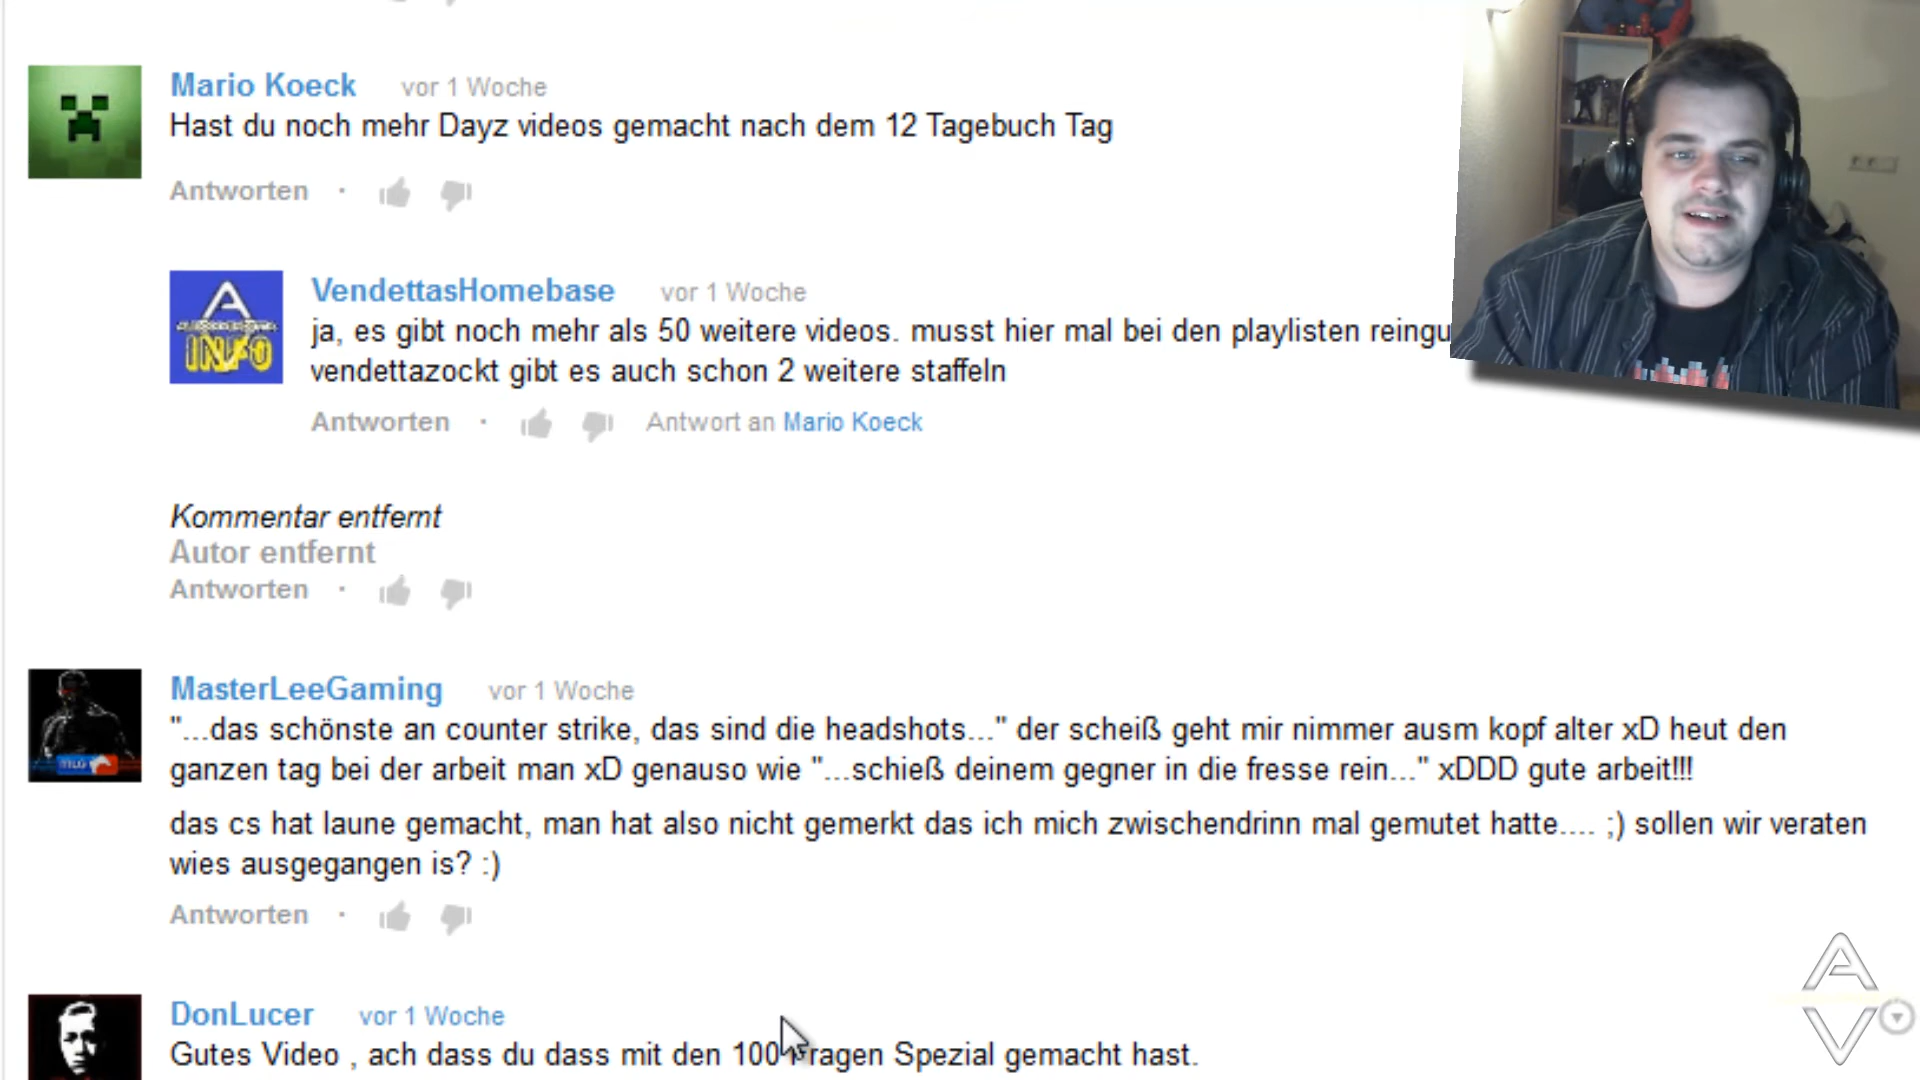 Mario Koeck vor 1 Woche
Hast du noch mehr Dayz videos gemacht nach dem 12 Tagebuch Tag
Antworten ·
INFO
VendettasHomebase vor 1 Woche
ja, es gibt noch mehr als 50 weitere videos. musst hier mal bei den playlisten reingu
vendettazockt gibt es auch schon 2 weitere staffeln
Antworten · Antwort an Mario Koeck
Kommentar entfernt
Autor entfernt
Antworten ·
MasterLeeGaming vor 1 Woche
"...das schönste an counter strike, das sind die headshots..." der scheiß geht mir nimmer ausm kopf alter xD heut den
ganzen tag bei der arbeit man xD genauso wie "...schieß deinem gegner in die fresse rein..." xDDD gute arbeit!!!
das cs hat laune gemacht, man hat also nicht gemerkt das ich mich zwischendrinn mal gemutet hatte.... ;) sollen wir veraten
wies ausgegangen is? :)
Antworten ·
DonLucer vor 1 Woche
Gutes Video , ach dass du dass mit den 100 Fragen Spezial gemacht hast.